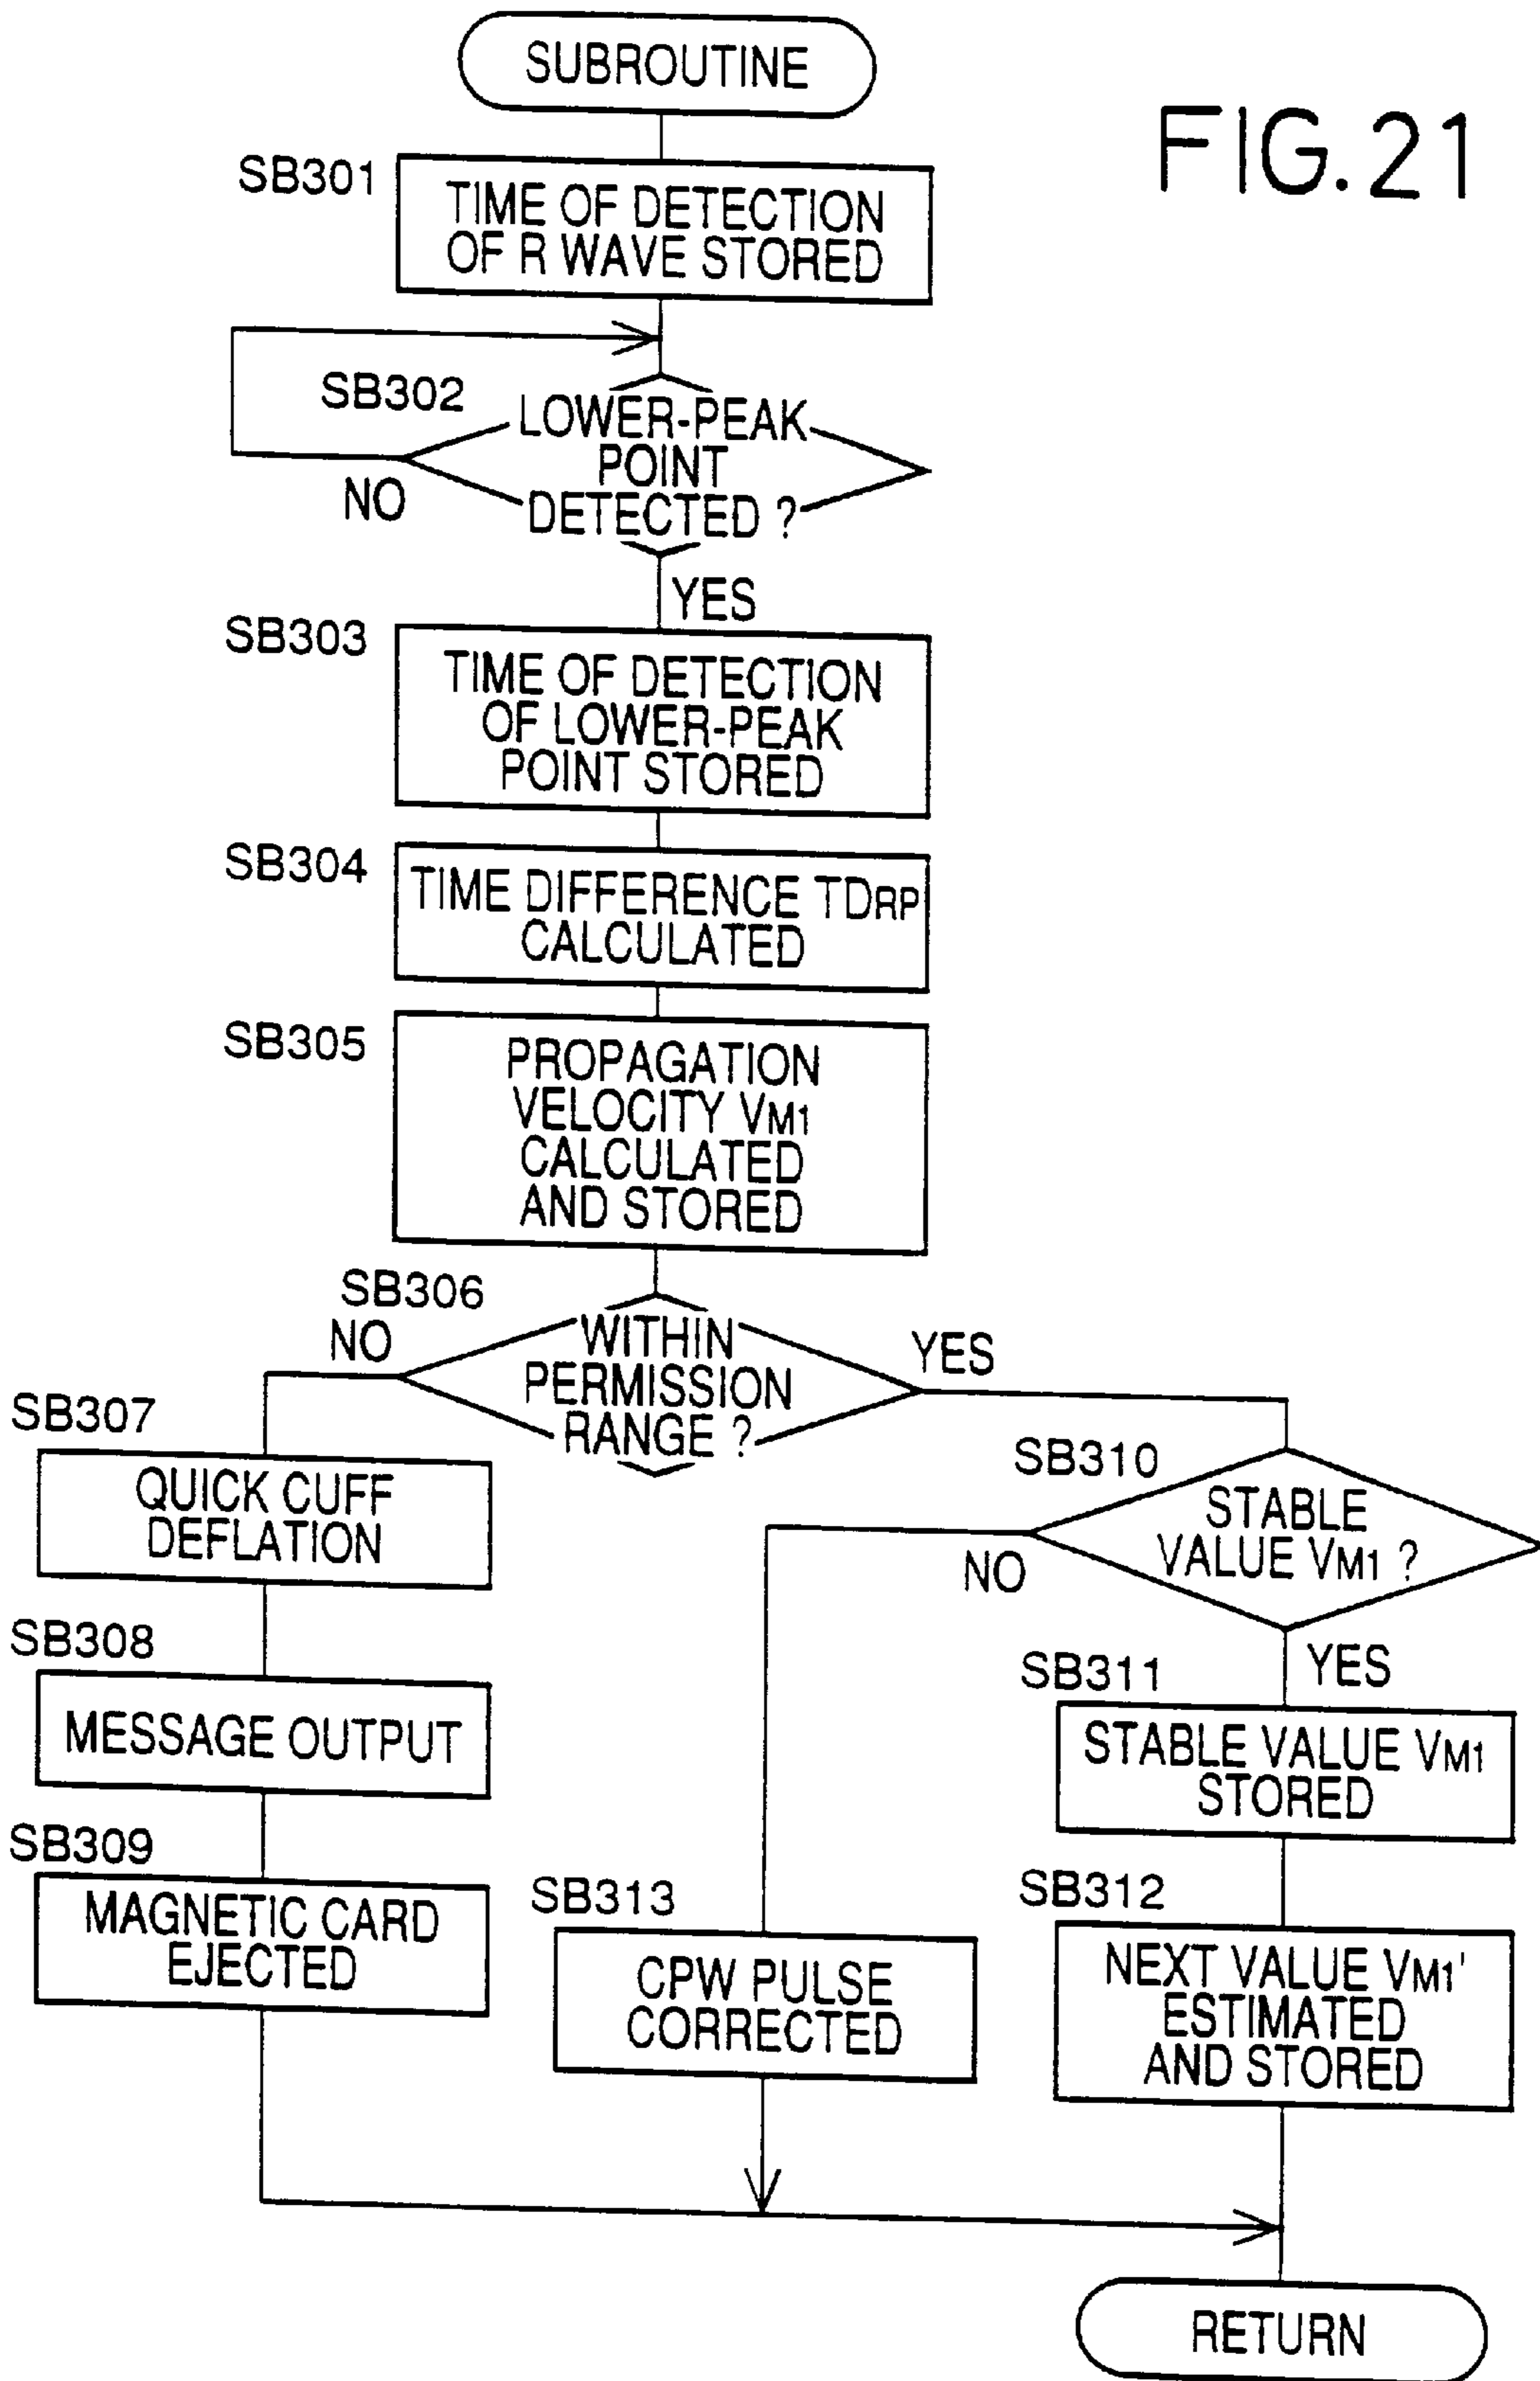 SUBROUTINE
FIG.21
SB301
TIME OF DETECTION
OF R WAVE STORED
SB302
LOWER-PEAK
POINT
DETECTED ?
NO
YES
SB303
TIME OF DETECTION
OF LOWER-PEAK
POINT STORED
SB304
TIME DIFFERENCE TDRP
CALCULATED
SB305
PROPAGATION
VELOCITY VM1
CALCULATED
AND STORED
SB306
NO
WITHIN
PERMISSION
RANGE ?
YES
SB307
QUICK CUFF
DEFLATION
SB310
STABLE
VALUE VM1 ?
NO
YES
SB308
MESSAGE OUTPUT
SB311
STABLE VALUE VM1
STORED
SB309
MAGNETIC CARD
EJECTED
SB313
CPW PULSE
CORRECTED
SB312
NEXT VALUE VM1'
ESTIMATED
AND STORED
RETURN